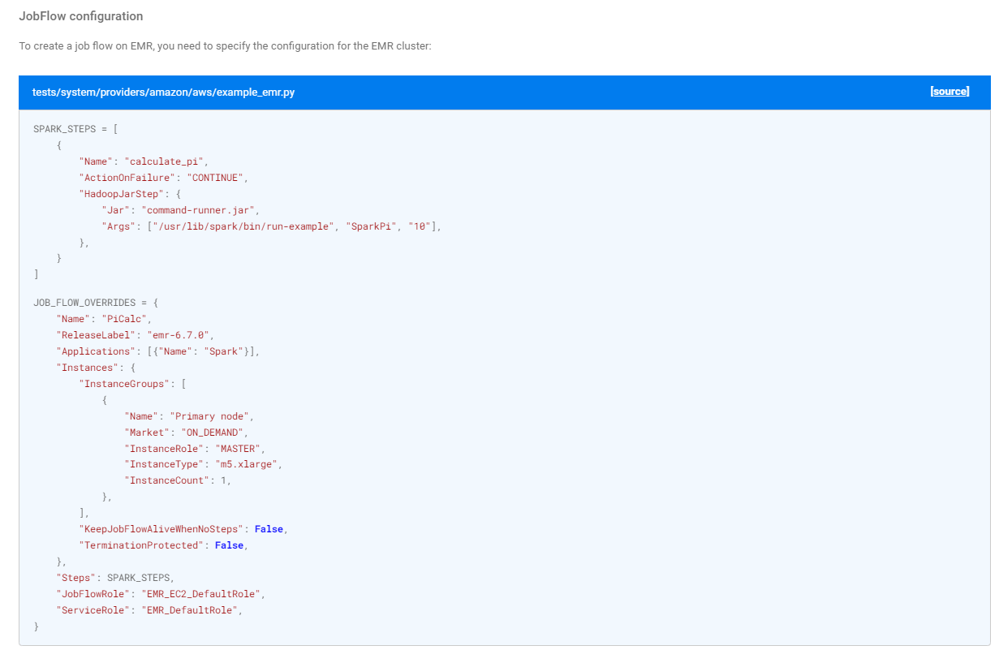 JobFlow configuration
To create a job flow on EMR, you need to specify the configuration for the EMR cluster:
tests/system/providers/amazon/aws/example_emr.py [source]
SPARK_STEPS = [
    {
        "Name": "calculate_pi",
        "ActionOnFailure": "CONTINUE",
        "HadoopJarStep": {
            "Jar": "command-runner.jar",
            "Args": ["/usr/lib/spark/bin/run-example", "SparkPi", "10"],
        },
    }
]
JOB_FLOW_OVERRIDES = {
    "Name": "PiCalc",
    "ReleaseLabel": "emr-6.7.0",
    "Applications": [{"Name": "Spark"}],
    "Instances": {
        "InstanceGroups": [
            {
                "Name": "Primary node",
                "Market": "ON_DEMAND",
                "InstanceRole": "MASTER",
                "InstanceType": "m5.xlarge",
                "InstanceCount": 1,
            },
        ],
        "KeepJobFlowAliveWhenNoSteps": False,
        "TerminationProtected": False,
    },
    "Steps": SPARK_STEPS,
    "JobFlowRole": "EMR_EC2_DefaultRole",
    "ServiceRole": "EMR_DefaultRole",
}